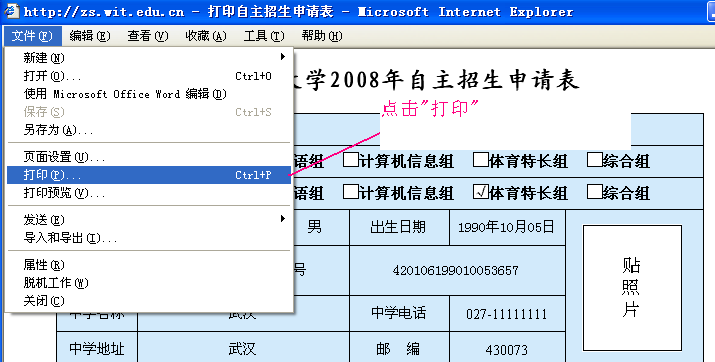 http://zs.wit.edu.cn - 打印自主招生申请表 - Microsoft Internet Explorer
文件(F) 编辑(E) 查看(V) 收藏(A) 工具(T) 帮助(H)
新建(N)
打开(O)... Ctrl+O
使用 Microsoft Office Word 编辑(D)
保存(S) Ctrl+S
另存为(A)...
页面设置(U)...
打印(P)... Ctrl+P
打印预览(V)...
发送(E)
导入和导出(I)...
属性(R)
脱机工作(W)
关闭(C)
大学2008年自主招生申请表
点击"打印"
语组 计算机信息组 体育特长组 综合组
语组 计算机信息组 体育特长组 综合组
男 出生日期 1990年10月05日
号 420106199010053657
贴照片
中学名称 武汉 中学电话 027-11111111
中学地址 武汉 邮 编 430073